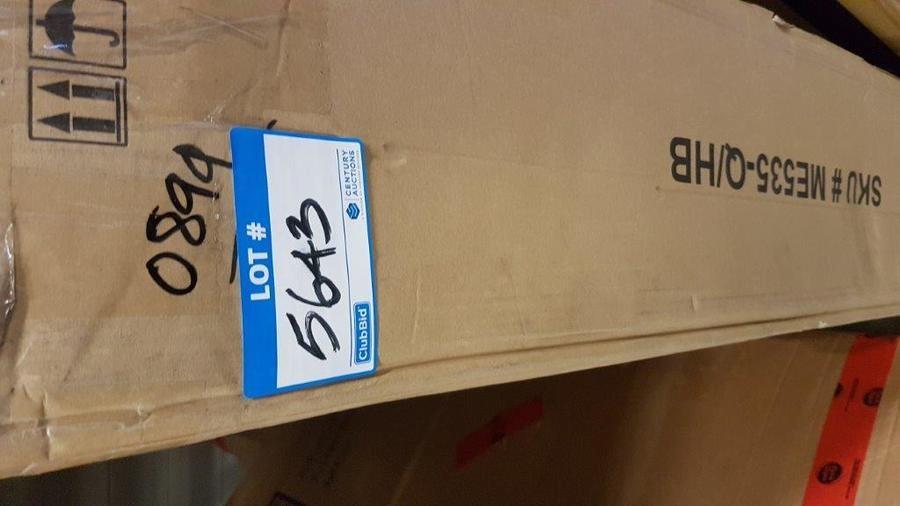 0899
LOT #
5643
ClubBid
CENTURY
AUCTIONS
SKU # ME535-Q/HB